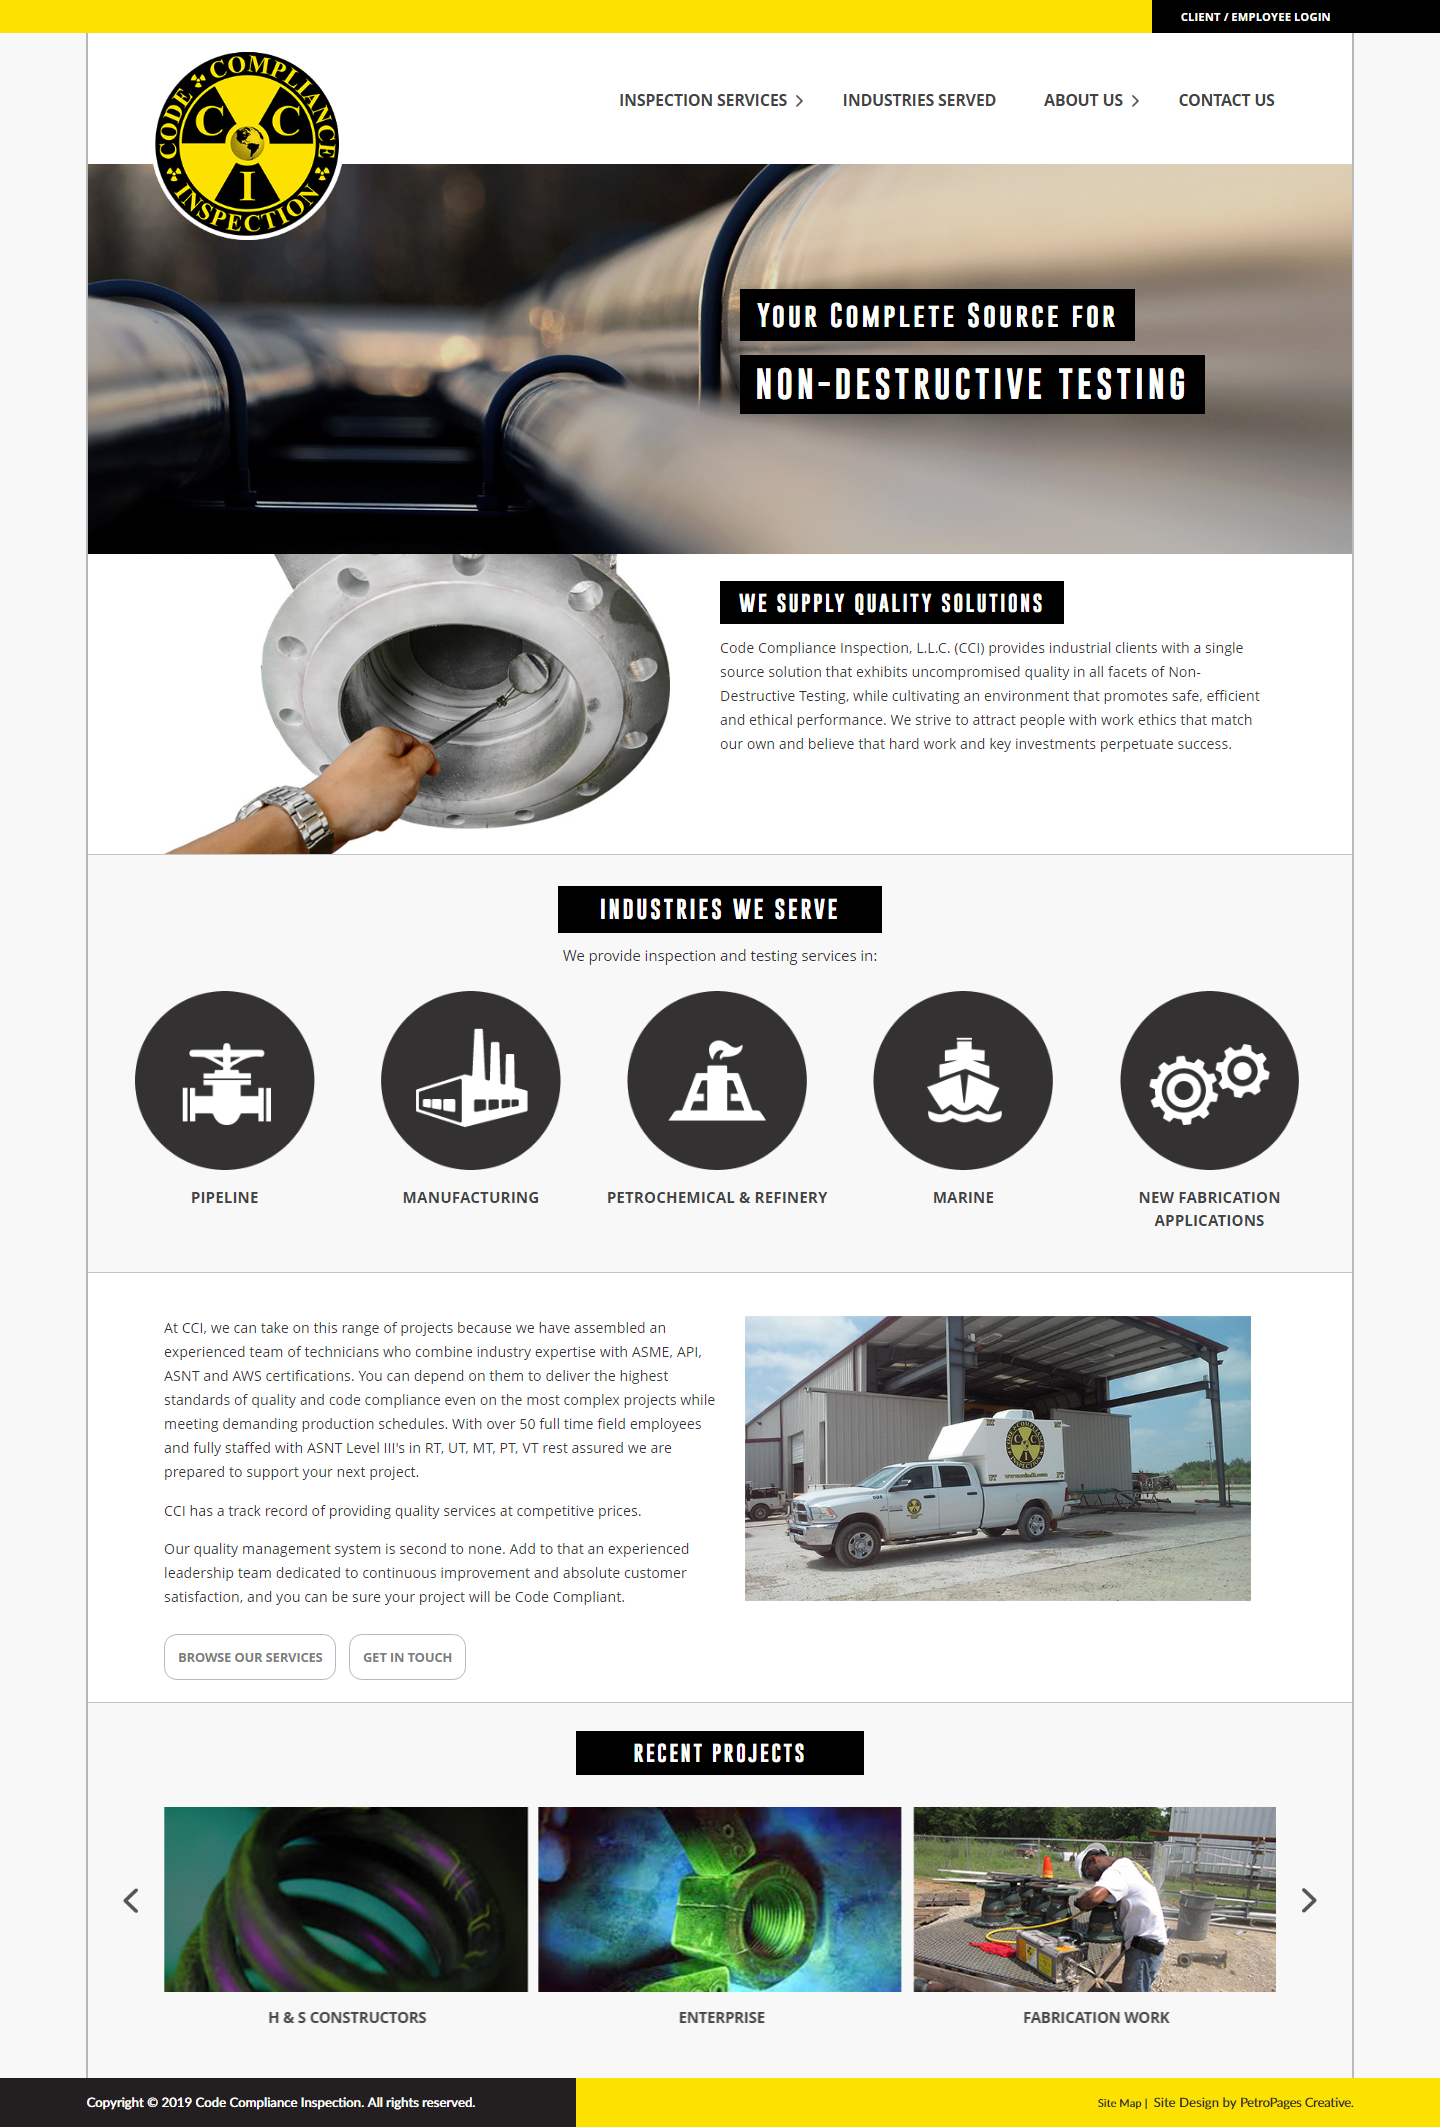 CLIENT / EMPLOYEE LOGIN
CODE COMPLIANCE
C C
I
INSPECTION
INSPECTION SERVICES
INDUSTRIES SERVED
ABOUT US
CONTACT US
YOUR COMPLETE SOURCE FOR
NON-DESTRUCTIVE TESTING
WE SUPPLY QUALITY SOLUTIONS
Code Compliance Inspection, L.L.C. (CCI) provides industrial clients with a single
source solution that exhibits uncompromised quality in all facets of Non-
Destructive Testing, while cultivating an environment that promotes safe, efficient
and ethical performance. We strive to attract people with work ethics that match
our own and believe that hard work and key investments perpetuate success.
INDUSTRIES WE SERVE
We provide inspection and testing services in:
PIPELINE
MANUFACTURING
PETROCHEMICAL & REFINERY
MARINE
NEW FABRICATION
APPLICATIONS
At CCI, we can take on this range of projects because we have assembled an
experienced team of technicians who combine industry expertise with ASME, API,
ASNT and AWS certifications. You can depend on them to deliver the highest
standards of quality and code compliance even on the most complex projects while
meeting demanding production schedules. With over 50 full time field employees
and fully staffed with ASNT Level III's in RT, UT, MT, PT, VT rest assured we are
prepared to support your next project.
CCI has a track record of providing quality services at competitive prices.
Our quality management system is second to none. Add to that an experienced
leadership team dedicated to continuous improvement and absolute customer
satisfaction, and you can be sure your project will be Code Compliant.
CODE COMPLIANCE
C C
I
INSPECTION
BROWSE OUR SERVICES
GET IN TOUCH
RECENT PROJECTS
H & S CONSTRUCTORS
ENTERPRISE
FABRICATION WORK
Copyright © 2019 Code Compliance Inspection. All rights reserved.
Site Map | Site Design by PetroPages Creative.